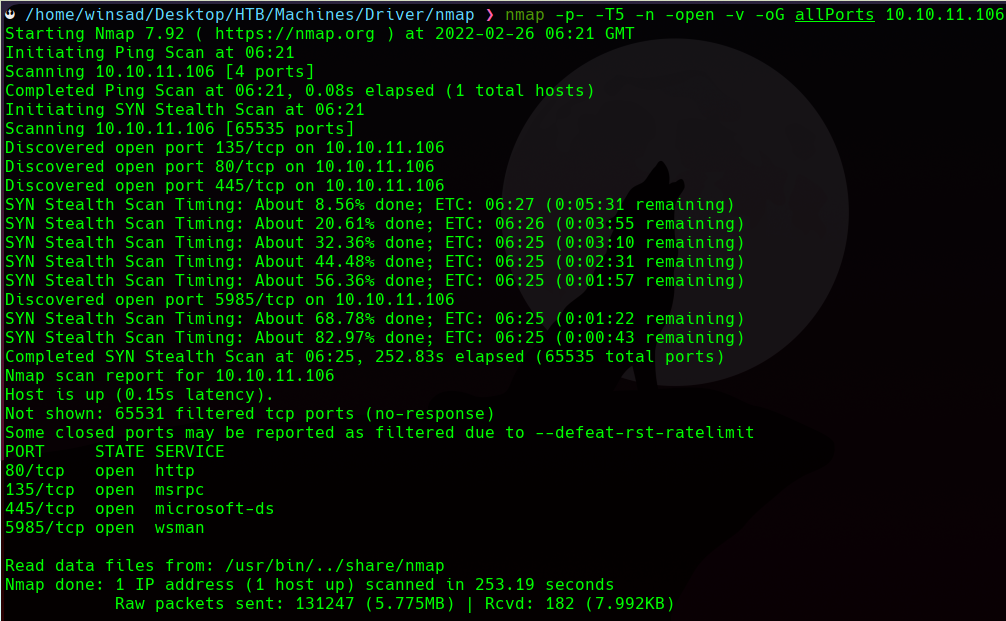 /home/winsad/Desktop/HTB/Machines/Driver/nmap ❯ nmap -p- -T5 -n -open -v -oG allPorts 10.10.11.106
Starting Nmap 7.92 ( https://nmap.org ) at 2022-02-26 06:21 GMT
Initiating Ping Scan at 06:21
Scanning 10.10.11.106 [4 ports]
Completed Ping Scan at 06:21, 0.08s elapsed (1 total hosts)
Initiating SYN Stealth Scan at 06:21
Scanning 10.10.11.106 [65535 ports]
Discovered open port 135/tcp on 10.10.11.106
Discovered open port 80/tcp on 10.10.11.106
Discovered open port 445/tcp on 10.10.11.106
SYN Stealth Scan Timing: About 8.56% done; ETC: 06:27 (0:05:31 remaining)
SYN Stealth Scan Timing: About 20.61% done; ETC: 06:26 (0:03:55 remaining)
SYN Stealth Scan Timing: About 32.36% done; ETC: 06:25 (0:03:10 remaining)
SYN Stealth Scan Timing: About 44.48% done; ETC: 06:25 (0:02:31 remaining)
SYN Stealth Scan Timing: About 56.36% done; ETC: 06:25 (0:01:57 remaining)
Discovered open port 5985/tcp on 10.10.11.106
SYN Stealth Scan Timing: About 68.78% done; ETC: 06:25 (0:01:22 remaining)
SYN Stealth Scan Timing: About 82.97% done; ETC: 06:25 (0:00:43 remaining)
Completed SYN Stealth Scan at 06:25, 252.83s elapsed (65535 total ports)
Nmap scan report for 10.10.11.106
Host is up (0.15s latency).
Not shown: 65531 filtered tcp ports (no-response)
Some closed ports may be reported as filtered due to --defeat-rst-ratelimit
PORT     STATE SERVICE
80/tcp   open  http
135/tcp  open  msrpc
445/tcp  open  microsoft-ds
5985/tcp open  wsman
Read data files from: /usr/bin/../share/nmap
Nmap done: 1 IP address (1 host up) scanned in 253.19 seconds
           Raw packets sent: 131247 (5.775MB) | Rcvd: 182 (7.992KB)